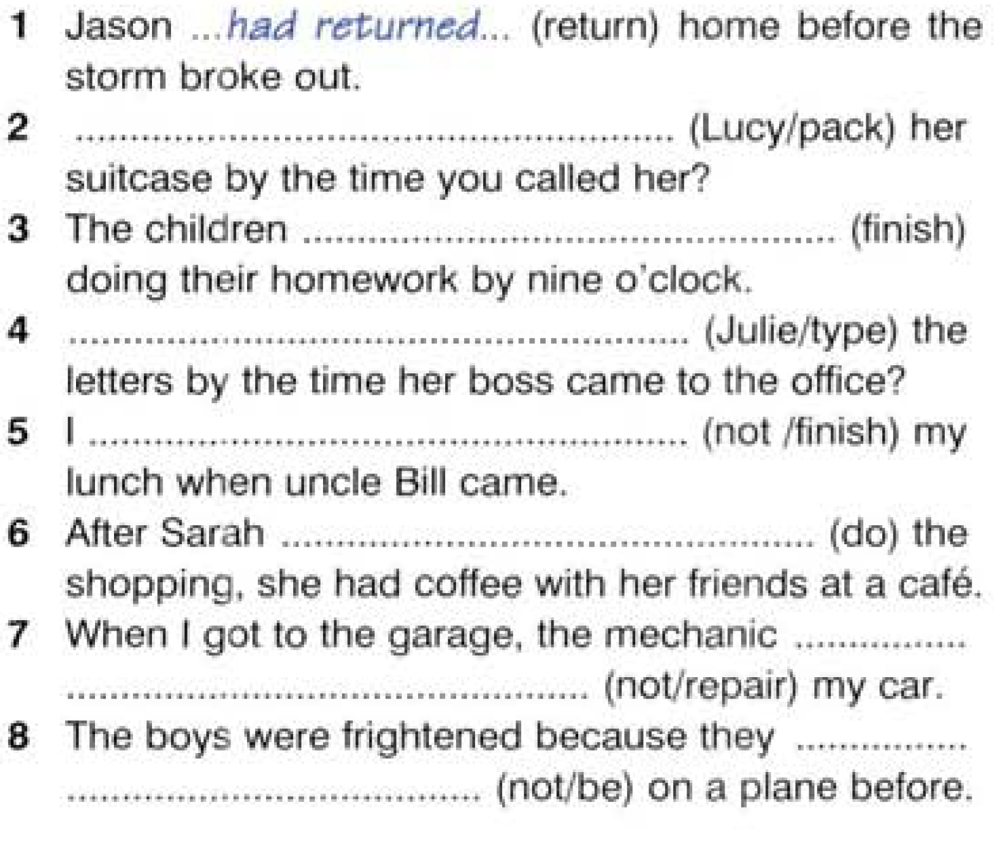 1 Jason ...had returned... (return) home before the
storm broke out.
2 .................................................. (Lucy/pack) her
suitcase by the time you called her?
3 The children .................................................. (finish)
doing their homework by nine o'clock.
4 .................................................. (Julie/type) the
letters by the time her boss came to the office?
5 I .................................................. (not /finish) my
lunch when uncle Bill came.
6 After Sarah .................................................. (do) the
shopping, she had coffee with her friends at a café.
7 When I got to the garage, the mechanic ................
.................................................. (not/repair) my car.
8 The boys were frightened because they ................
........................................ (not/be) on a plane before.